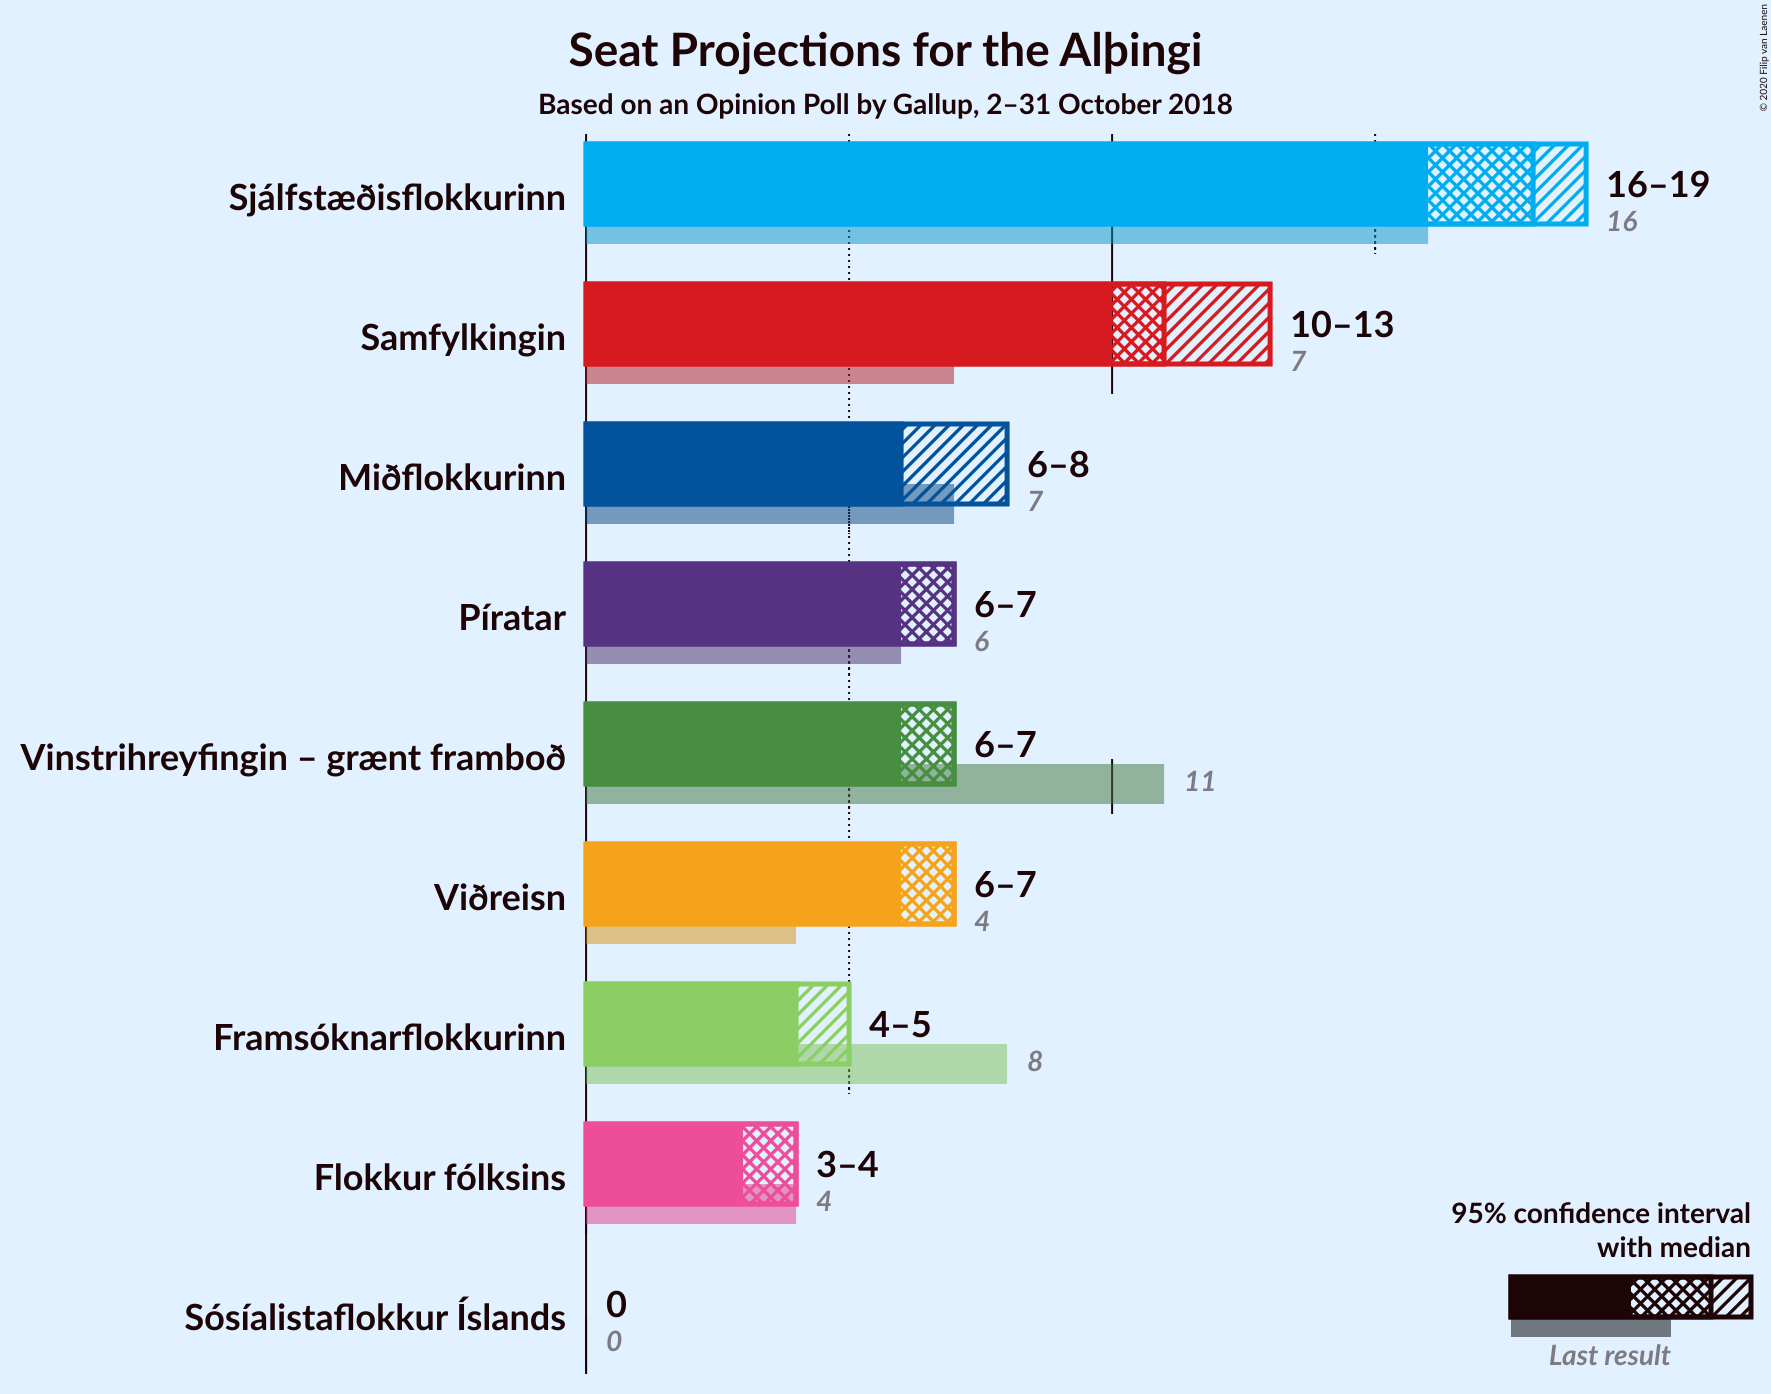 Seat Projections for the Alþingi
Based on an Opinion Poll by Gallup, 2–31 October 2018
© 2020 Filip van Laenen
Sjálfstæðisflokkurinn
16–19
16
Samfylkingin
10–13
7
Miðflokkurinn
6–8
7
Píratar
6–7
6
Vinstrihreyfingin – grænt framboð
6–7
11
Viðreisn
6–7
4
Framsóknarflokkurinn
4–5
8
Flokkur fólksins
3–4
4
Sósíalistaflokkur Íslands
0
0
95% confidence interval
with median
Last result